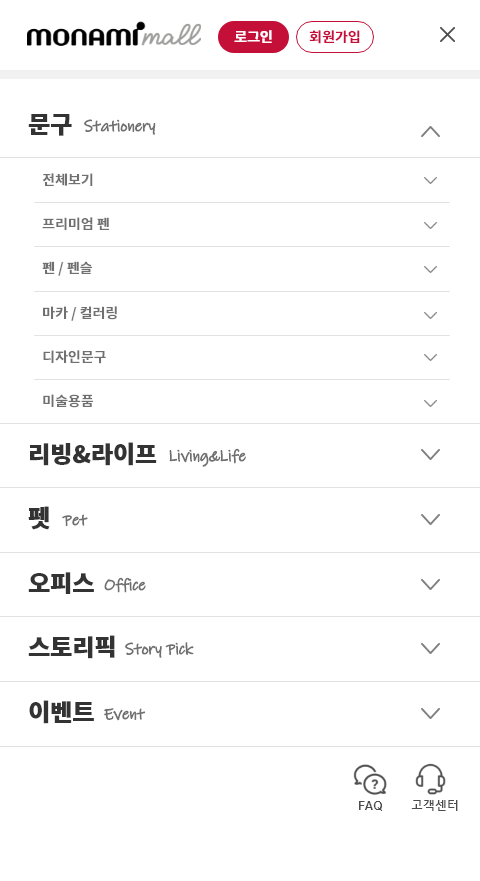 monami mall 로그인 회원가입
문구 Stationery
전체보기
프리미엄 펜
펜 / 펜슬
마카 / 컬러링
디자인문구
미술용품
리빙&라이프 Living&Life
펫 Pet
오피스 Office
스토리픽 Story Pick
이벤트 Event
FAQ 고객센터